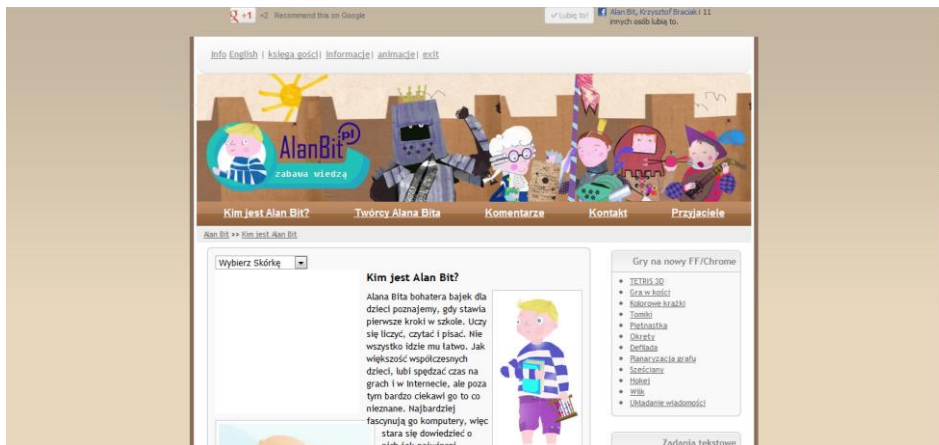 +1 +2 Recommend this on Google
Lubię to! Alan Bit, Krzysztof Braciak i 11
innych osób lubią to.
Info English | księga gości| informacje| animacje| exit
AlanBit pl
zabawa wiedzą
Kim jest Alan Bit? Twórcy Alana Bita Komentarze Kontakt Przyjaciele
Alan Bit >> Kim jest Alan Bit
Wybierz Skórkę
Kim jest Alan Bit?
Alana Bita bohatera bajek dla
dzieci poznajemy, gdy stawia
pierwsze kroki w szkole. Uczy
się liczyć, czytać i pisać. Nie
wszystko idzie mu łatwo. Jak
większość współczesnych
dzieci, lubi spędzać czas na
grach i w Internecie, ale poza
tym bardzo ciekawi go to co
nieznane. Najbardziej
fascynują go komputery, więc
stara się dowiedzieć o
Gry na nowy FF/Chrome
TETRIS 3D
Gra w kości
Kolorowe krążki
Tomiki
Piętnastka
Okręty
Defilada
Planaryzacja grafu
Sześciany
Hokej
Wilk
Układanie wiadomości
Zadania tekstowe